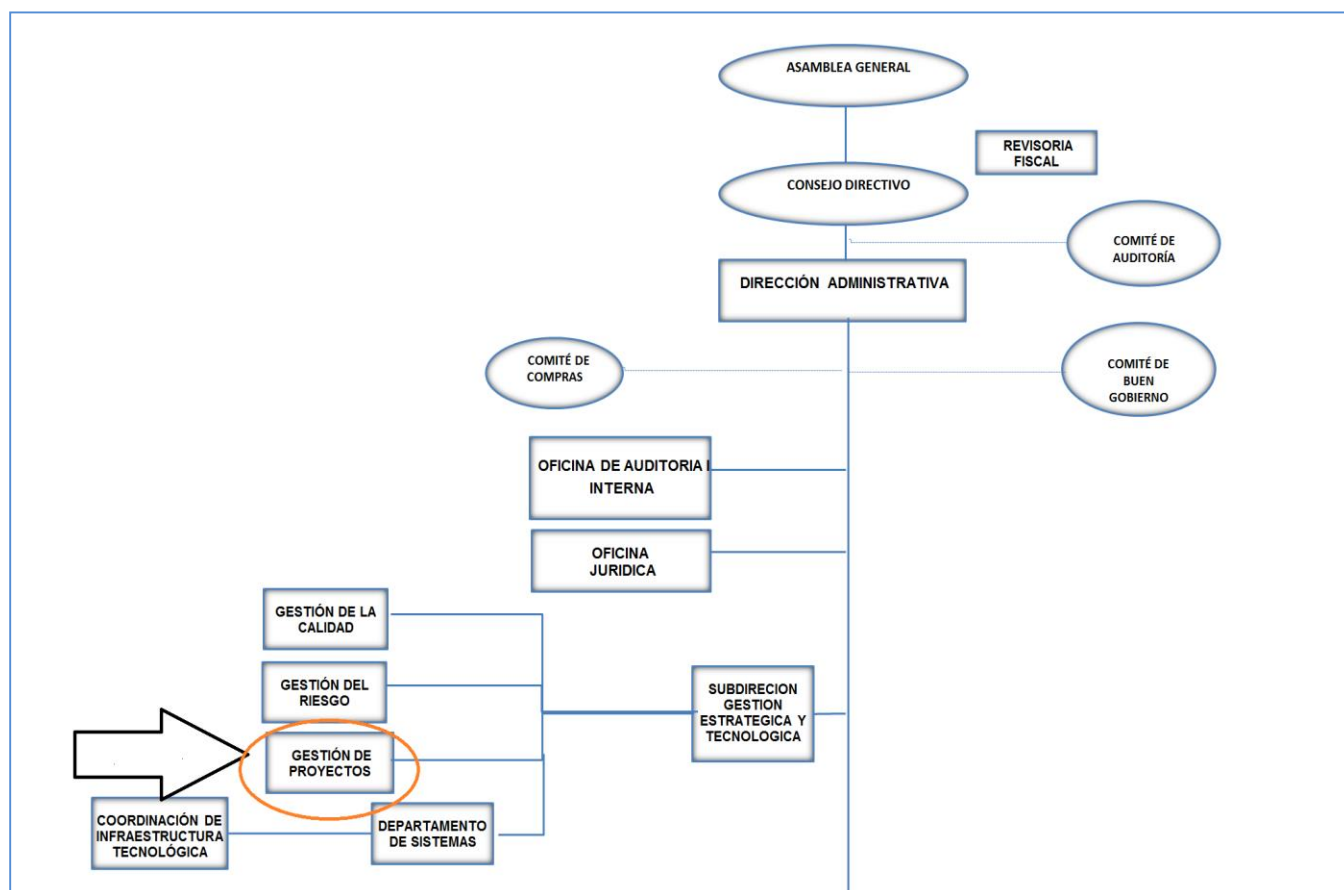 ASAMBLEA GENERAL
REVISORIA
FISCAL
CONSEJO DIRECTIVO
COMITÉ DE
AUDITORÍA
DIRECCIÓN ADMINISTRATIVA
COMITÉ DE
COMPRAS
COMITÉ DE
BUEN
GOBIERNO
OFICINA DE AUDITORIA I
INTERNA
OFICINA
JURIDICA
GESTIÓN DE LA
CALIDAD
GESTIÓN DEL
RIESGO
SUBDIRECION
GESTION
ESTRATEGICA Y
TECNOLOGICA
GESTIÓN DE
PROYECTOS
COORDINACIÓN DE
INFRAESTRUCTURA
TECNOLÓGICA
DEPARTAMENTO
DE SISTEMAS